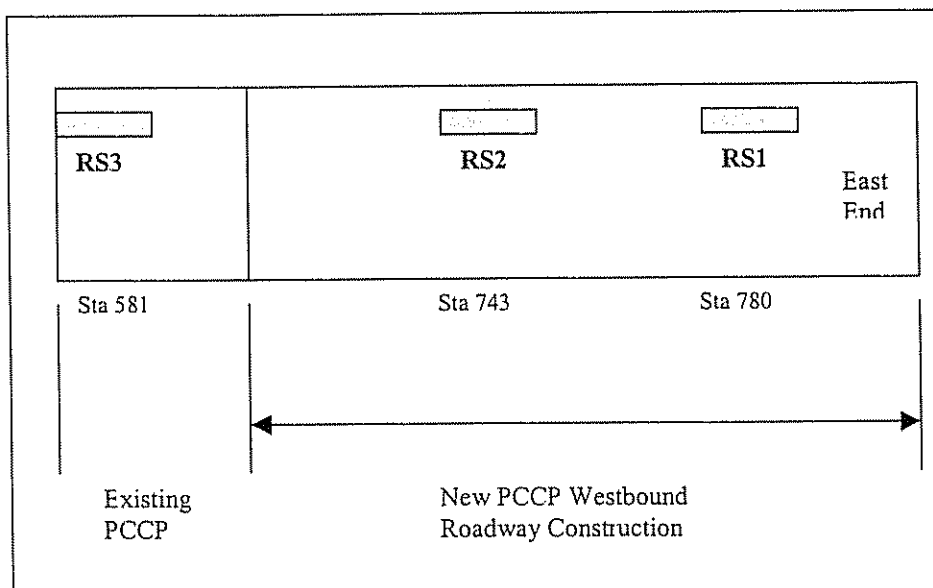 RS3
RS2
RS1
East
End
Sta 581
Sta 743
Sta 780
Existing
PCCP
New PCCP Westbound
Roadway Construction